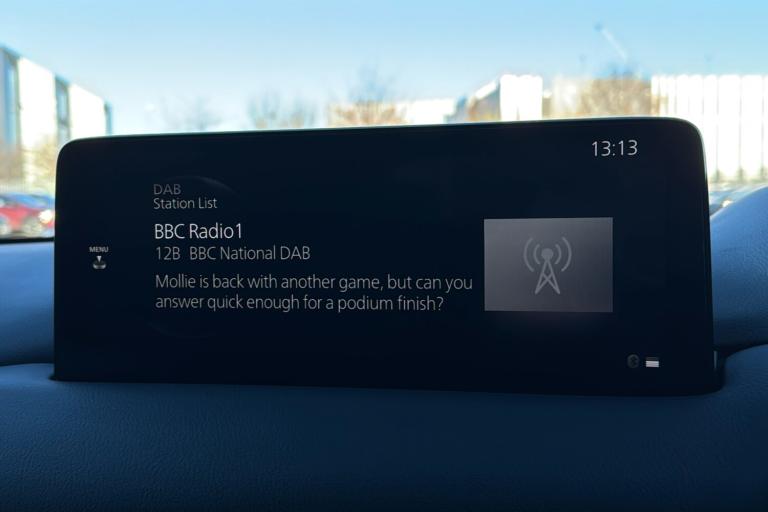 13:13
DAB
Station List
BBC Radio1
12B BBC National DAB
MENU
Mollie is back with another game, but can you
answer quick enough for a podium finish?